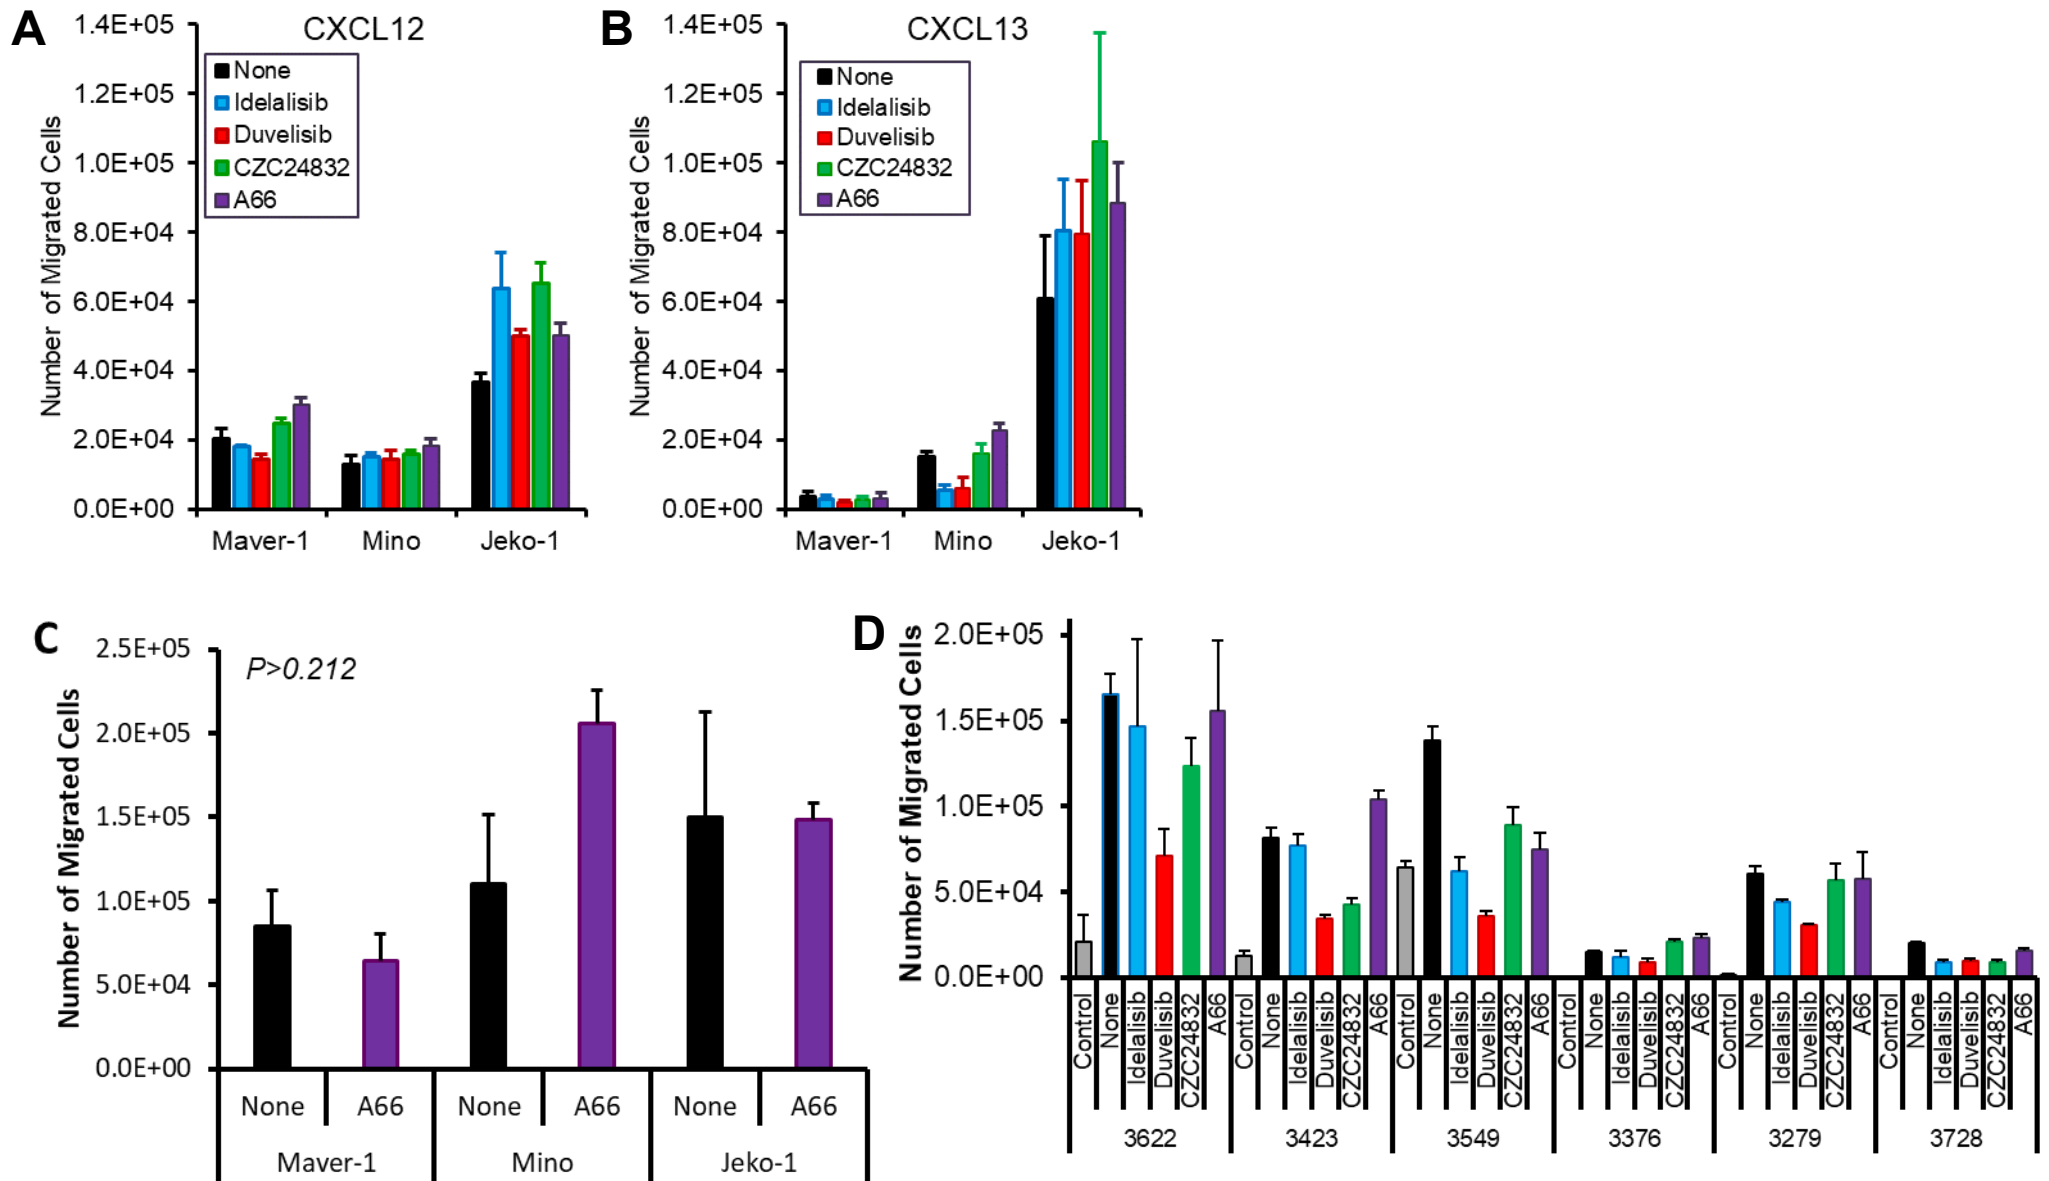 A
CXCL12
1.4E+05
1.2E+05
1.0E+05
8.0E+04
6.0E+04
4.0E+04
2.0E+04
0.0E+00
Number of Migrated Cells
None
Idelalisib
Duvelisib
CZC24832
A66
Maver-1 Mino Jeko-1
B
CXCL13
1.4E+05
1.2E+05
1.0E+05
8.0E+04
6.0E+04
4.0E+04
2.0E+04
0.0E+00
Number of Migrated Cells
None
Idelalisib
Duvelisib
CZC24832
A66
Maver-1 Mino Jeko-1
C
P>0.212
2.5E+05
2.0E+05
1.5E+05
1.0E+05
5.0E+04
0.0E+00
Number of Migrated Cells
None A66 None A66 None A66
Maver-1 Mino Jeko-1
D
2.0E+05
1.5E+05
1.0E+05
5.0E+04
0.0E+00
Number of Migrated Cells
Control None Idelalisib Duvelisib CZC24832 A66 Control None Idelalisib Duvelisib CZC24832 A66 Control None Idelalisib Duvelisib CZC24832 A66 Control None Idelalisib Duvelisib CZC24832 A66 Control None Idelalisib Duvelisib CZC24832 A66 Control None Idelalisib Duvelisib CZC24832 A66
3622 3423 3549 3376 3279 3728